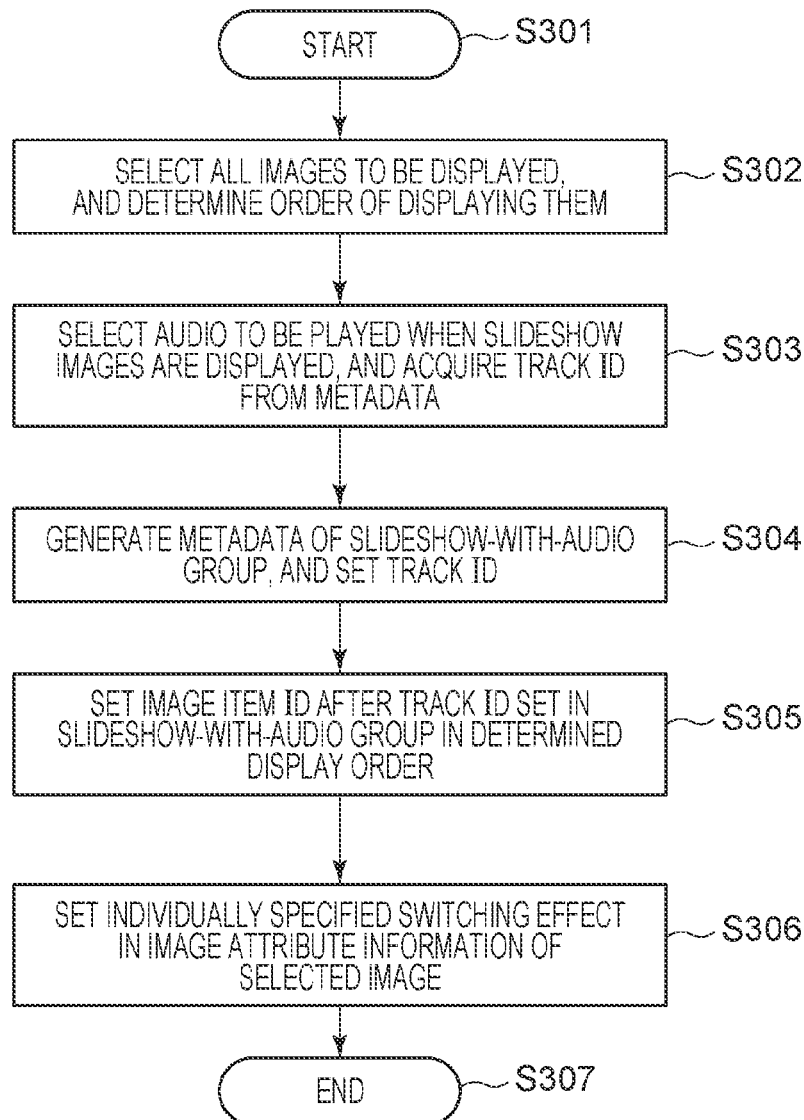 START
S301
SELECT ALL IMAGES TO BE DISPLAYED,
AND DETERMINE ORDER OF DISPLAYING THEM
S302
SELECT AUDIO TO BE PLAYED WHEN SLIDESHOW
IMAGES ARE DISPLAYED, AND ACQUIRE TRACK ID
FROM METADATA
S303
GENERATE METADATA OF SLIDESHOW-WITH-AUDIO
GROUP, AND SET TRACK ID
S304
SET IMAGE ITEM ID AFTER TRACK ID SET IN
SLIDESHOW-WITH-AUDIO GROUP IN DETERMINED
DISPLAY ORDER
S305
SET INDIVIDUALLY SPECIFIED SWITCHING EFFECT
IN IMAGE ATTRIBUTE INFORMATION OF
SELECTED IMAGE
S306
END
S307